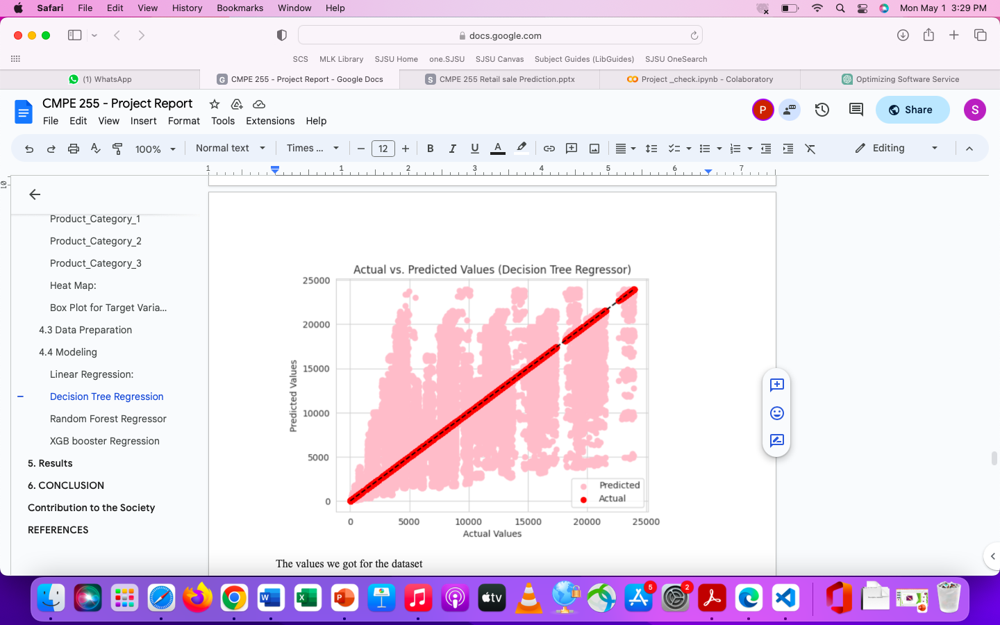 Safari File Edit View History Bookmarks Window Help Mon May 1 3:29 PM
docs.google.com
SCS MLK Library SJSU Home one.SJSU SJSU Canvas Subject Guides (LibGuides) SJSU OneSearch
(1) WhatsApp G CMPE 255 - Project Report - Google Docs S CMPE 255 Retail sale Prediction.pptx Project _check.ipynb - Colaboratory Optimizing Software Service
CMPE 255 - Project Report
P Share S
File Edit View Insert Format Tools Extensions Help
100% Normal text Times ... 12 B I U A Editing
1 1 2 3 4 5 6 7
10
Product_Category_1
Product_Category_2
Product_Category_3
Heat Map:
Box Plot for Target Varia...
4.3 Data Preparation
4.4 Modeling
Linear Regression:
Decision Tree Regression
Random Forest Regressor
XGB booster Regression
5. Results
6. CONCLUSION
Contribution to the Society
REFERENCES
Actual vs. Predicted Values (Decision Tree Regressor)
25000
20000
15000
10000
5000
0
Predicted Values
Predicted
Actual
0 5000 10000 15000 20000 25000
Actual Values
The values we got for the dataset
W X P tv 5 2